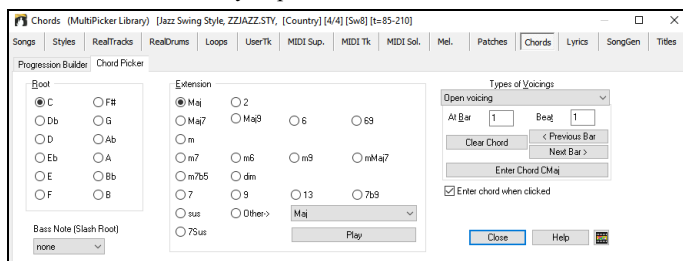 Chords (MultiPicker Library) [Jazz Swing Style, ZZJAZZ.STY, [Country] [4/4] [Sw8] [t=85-210]
Songs Styles RealTracks RealDrums Loops UserTk MIDI Sup. MIDI Tk MIDI Sol. Mel. Patches Chords Lyrics SongGen Titles
Progression Builder Chord Picker
Root Extension Types of Voicings
C F# Maj 2 Open voicing
Db G Maj7 Maj9 6 69 At Bar 1 Beat 1
D Ab m Clear Chord < Previous Bar
Eb A m7 m6 m9 mMaj7 Next Bar >
E Bb m7b5 dim Enter Chord CMaj
F B 7 9 13 7b9 Enter chord when clicked
sus Other-> Maj
Bass Note (Slash Root) 7Sus Play Close Help
none